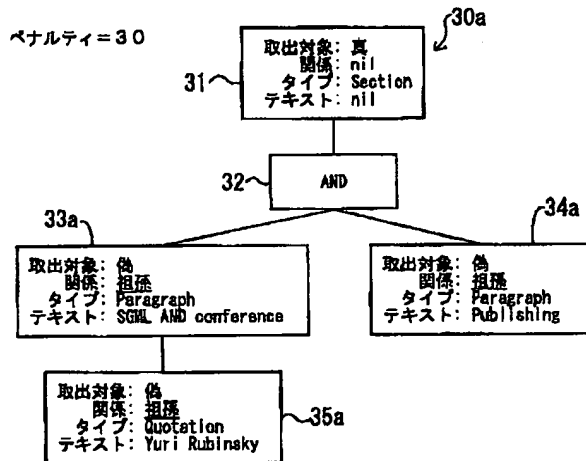 ペナルティ=30
30a
31
取出対象: 真
関係: nil
タイプ: Section
テキスト: nil
32
AND
33a
34a
取出対象: 偽
関係: 祖孫
タイプ: Paragraph
テキスト: SGML AND conference
取出対象: 偽
関係: 祖孫
タイプ: Paragraph
テキスト: Publishing
取出対象: 偽
関係: 祖孫
タイプ: Quotation
テキスト: Yuri Rubinsky
35a